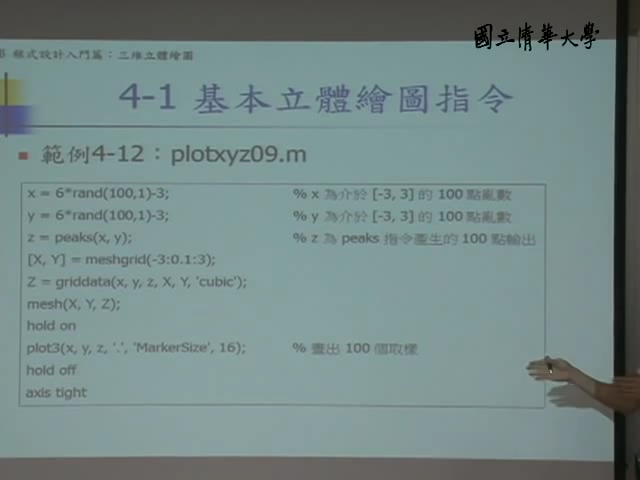 國立清華大學
程式設計入門篇：三維立體繪圖
4-1 基本立體繪圖指令
範例4-12：plotxyz09.m
x = 6*rand(100,1)-3; % x 為介於 [-3, 3] 的 100 點亂數
y = 6*rand(100,1)-3; % y 為介於 [-3, 3] 的 100 點亂數
z = peaks(x, y); % z 為 peaks 指令產生的 100 點輸出
[X, Y] = meshgrid(-3:0.1:3);
Z = griddata(x, y, z, X, Y, 'cubic');
mesh(X, Y, Z);
hold on
plot3(x, y, z, '.', 'MarkerSize', 16); % 畫出 100 個取樣
hold off
axis tight